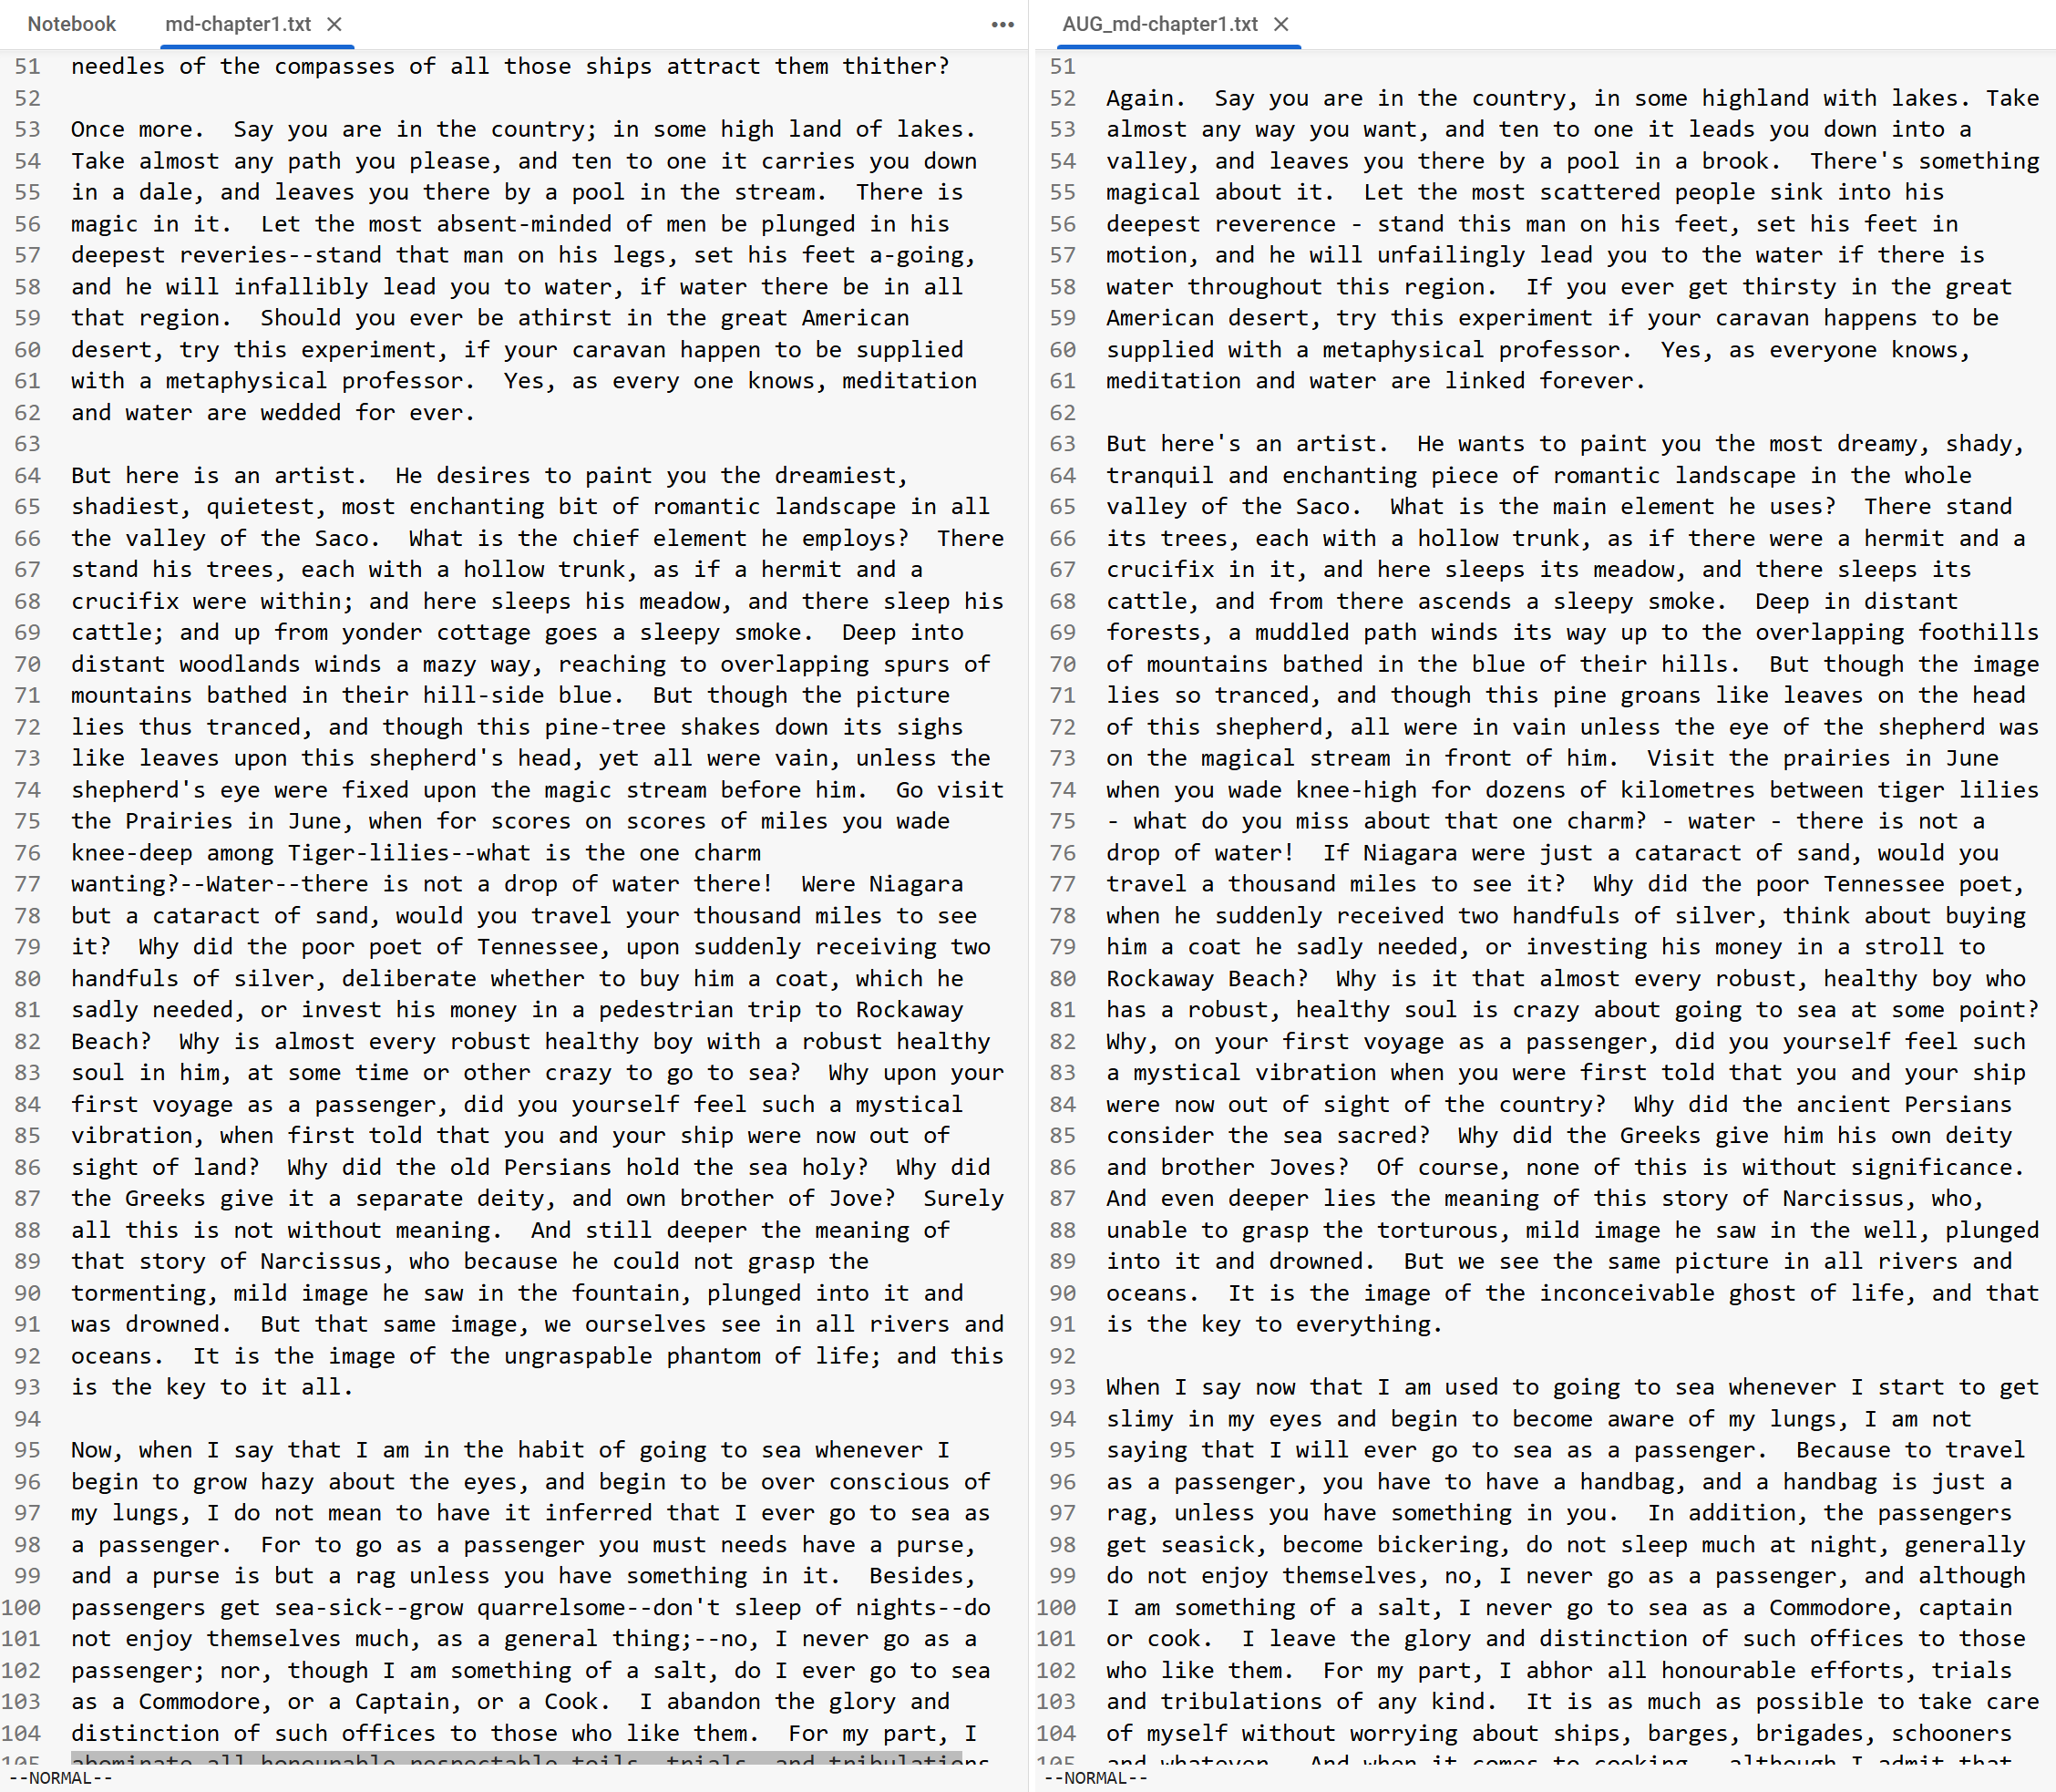 Notebook md-chapter1.txt
51 needles of the compasses of all those ships attract them thither?
52
53 Once more.  Say you are in the country; in some high land of lakes.
54 Take almost any path you please, and ten to one it carries you down
55 in a dale, and leaves you there by a pool in the stream.  There is
56 magic in it.  Let the most absent-minded of men be plunged in his
57 deepest reveries--stand that man on his legs, set his feet a-going,
58 and he will infallibly lead you to water, if water there be in all
59 that region.  Should you ever be athirst in the great American
60 desert, try this experiment, if your caravan happen to be supplied
61 with a metaphysical professor.  Yes, as every one knows, meditation
62 and water are wedded for ever.
63
64 But here is an artist.  He desires to paint you the dreamiest,
65 shadiest, quietest, most enchanting bit of romantic landscape in all
66 the valley of the Saco.  What is the chief element he employs?  There
67 stand his trees, each with a hollow trunk, as if a hermit and a
68 crucifix were within; and here sleeps his meadow, and there sleep his
69 cattle; and up from yonder cottage goes a sleepy smoke.  Deep into
70 distant woodlands winds a mazy way, reaching to overlapping spurs of
71 mountains bathed in their hill-side blue.  But though the picture
72 lies thus tranced, and though this pine-tree shakes down its sighs
73 like leaves upon this shepherd's head, yet all were vain, unless the
74 shepherd's eye were fixed upon the magic stream before him.  Go visit
75 the Prairies in June, when for scores on scores of miles you wade
76 knee-deep among Tiger-lilies--what is the one charm
77 wanting?--Water--there is not a drop of water there!  Were Niagara
78 but a cataract of sand, would you travel your thousand miles to see
79 it?  Why did the poor poet of Tennessee, upon suddenly receiving two
80 handfuls of silver, deliberate whether to buy him a coat, which he
81 sadly needed, or invest his money in a pedestrian trip to Rockaway
82 Beach?  Why is almost every robust healthy boy with a robust healthy
83 soul in him, at some time or other crazy to go to sea?  Why upon your
84 first voyage as a passenger, did you yourself feel such a mystical
85 vibration, when first told that you and your ship were now out of
86 sight of land?  Why did the old Persians hold the sea holy?  Why did
87 the Greeks give it a separate deity, and own brother of Jove?  Surely
88 all this is not without meaning.  And still deeper the meaning of
89 that story of Narcissus, who because he could not grasp the
90 tormenting, mild image he saw in the fountain, plunged into it and
91 was drowned.  But that same image, we ourselves see in all rivers and
92 oceans.  It is the image of the ungraspable phantom of life; and this
93 is the key to it all.
94
95 Now, when I say that I am in the habit of going to sea whenever I
96 begin to grow hazy about the eyes, and begin to be over conscious of
97 my lungs, I do not mean to have it inferred that I ever go to sea as
98 a passenger.  For to go as a passenger you must needs have a purse,
99 and a purse is but a rag unless you have something in it.  Besides,
100 passengers get sea-sick--grow quarrelsome--don't sleep of nights--do
101 not enjoy themselves much, as a general thing;--no, I never go as a
102 passenger; nor, though I am something of a salt, do I ever go to sea
103 as a Commodore, or a Captain, or a Cook.  I abandon the glory and
104 distinction of such offices to those who like them.  For my part, I
105 abominate all honourable respectable toils, trials, and tribulations
--NORMAL--
AUG_md-chapter1.txt
51
52 Again.  Say you are in the country, in some highland with lakes. Take
53 almost any way you want, and ten to one it leads you down into a
54 valley, and leaves you there by a pool in a brook.  There's something
55 magical about it.  Let the most scattered people sink into his
56 deepest reverence - stand this man on his feet, set his feet in
57 motion, and he will unfailingly lead you to the water if there is
58 water throughout this region.  If you ever get thirsty in the great
59 American desert, try this experiment if your caravan happens to be
60 supplied with a metaphysical professor.  Yes, as everyone knows,
61 meditation and water are linked forever.
62
63 But here's an artist.  He wants to paint you the most dreamy, shady,
64 tranquil and enchanting piece of romantic landscape in the whole
65 valley of the Saco.  What is the main element he uses?  There stand
66 its trees, each with a hollow trunk, as if there were a hermit and a
67 crucifix in it, and here sleeps its meadow, and there sleeps its
68 cattle, and from there ascends a sleepy smoke.  Deep in distant
69 forests, a muddled path winds its way up to the overlapping foothills
70 of mountains bathed in the blue of their hills.  But though the image
71 lies so tranced, and though this pine groans like leaves on the head
72 of this shepherd, all were in vain unless the eye of the shepherd was
73 on the magical stream in front of him.  Visit the prairies in June
74 when you wade knee-high for dozens of kilometres between tiger lilies
75 - what do you miss about that one charm? - water - there is not a
76 drop of water!  If Niagara were just a cataract of sand, would you
77 travel a thousand miles to see it?  Why did the poor Tennessee poet,
78 when he suddenly received two handfuls of silver, think about buying
79 him a coat he sadly needed, or investing his money in a stroll to
80 Rockaway Beach?  Why is it that almost every robust, healthy boy who
81 has a robust, healthy soul is crazy about going to sea at some point?
82 Why, on your first voyage as a passenger, did you yourself feel such
83 a mystical vibration when you were first told that you and your ship
84 were now out of sight of the country?  Why did the ancient Persians
85 consider the sea sacred?  Why did the Greeks give him his own deity
86 and brother Joves?  Of course, none of this is without significance.
87 And even deeper lies the meaning of this story of Narcissus, who,
88 unable to grasp the torturous, mild image he saw in the well, plunged
89 into it and drowned.  But we see the same picture in all rivers and
90 oceans.  It is the image of the inconceivable ghost of life, and that
91 is the key to everything.
92
93 When I say now that I am used to going to sea whenever I start to get
94 slimy in my eyes and begin to become aware of my lungs, I am not
95 saying that I will ever go to sea as a passenger.  Because to travel
96 as a passenger, you have to have a handbag, and a handbag is just a
97 rag, unless you have something in you.  In addition, the passengers
98 get seasick, become bickering, do not sleep much at night, generally
99 do not enjoy themselves, no, I never go as a passenger, and although
100 I am something of a salt, I never go to sea as a Commodore, captain
101 or cook.  I leave the glory and distinction of such offices to those
102 who like them.  For my part, I abhor all honourable efforts, trials
103 and tribulations of any kind.  It is as much as possible to take care
104 of myself without worrying about ships, barges, brigades, schooners
105 and whatever.  And when it comes to cooking - although I admit that
--NORMAL--